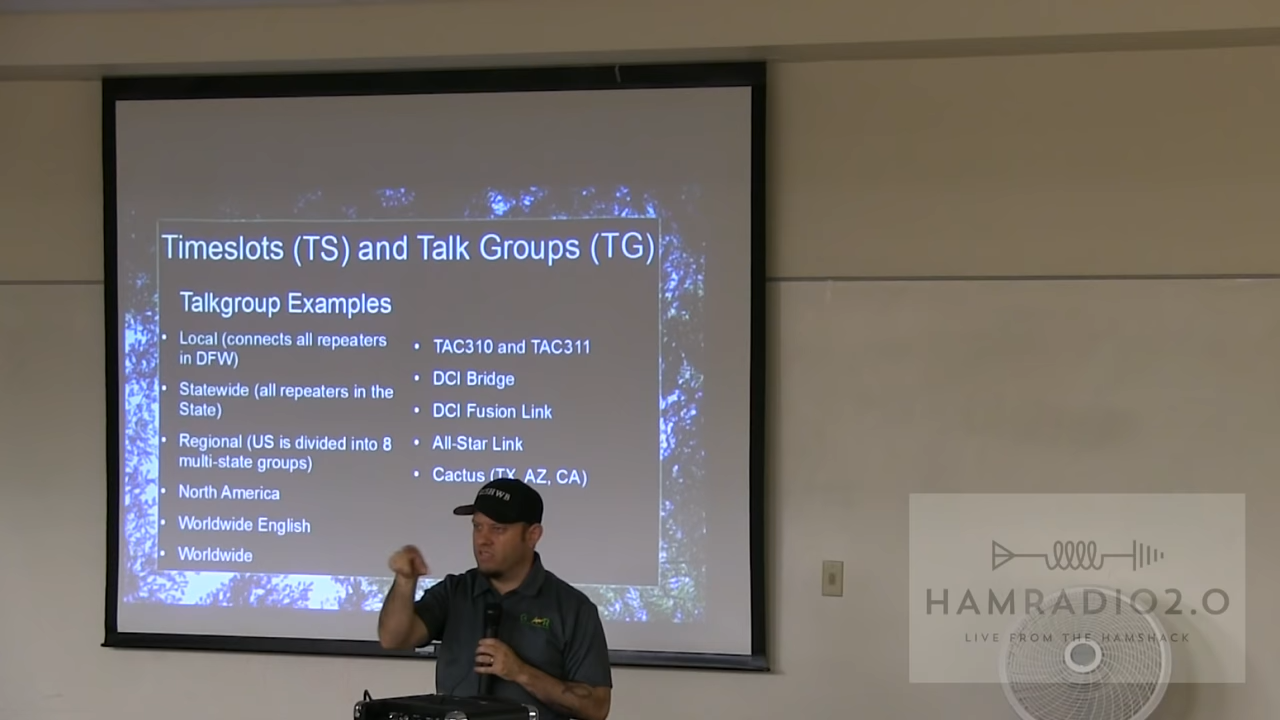 Timeslots (TS) and Talk Groups (TG)
Talkgroup Examples
• Local (connects all repeaters
in DFW)
• Statewide (all repeaters in the
State)
• Regional (US is divided into 8
multi-state groups)
• North America
• Worldwide English
• Worldwide
• TAC310 and TAC311
• DCI Bridge
• DCI Fusion Link
• All-Star Link
• Cactus (TX, AZ, CA)
HAMRADIO2.0
LIVE FROM THE HAMSHACK